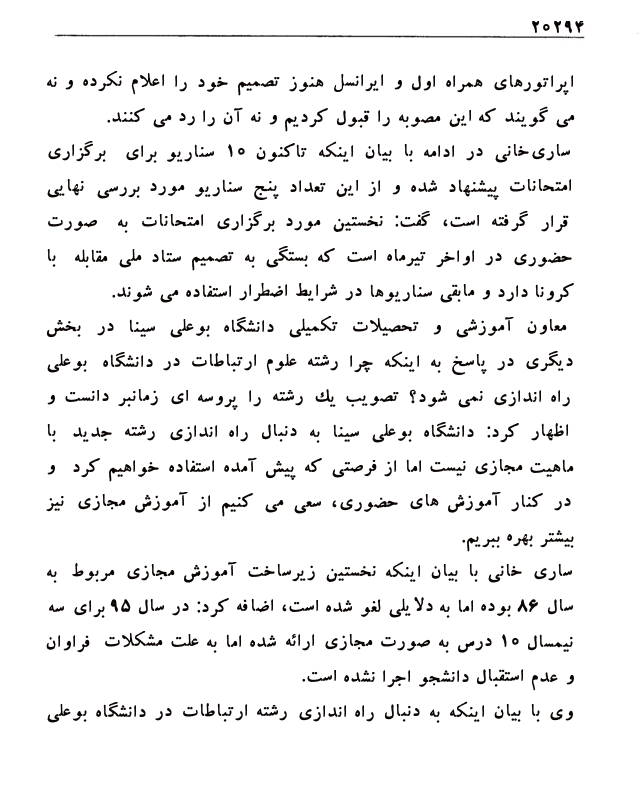 ۲۰۲۹۴
اپراتورهای همراه اول و ایرانسل هنوز تصمیم خود را اعلام نکرده و نه
می گویند که این مصوبه را قبول کردیم و نه آن را رد می کنند.
ساری‌خانی در ادامه با بیان اینکه تاکنون ۱۰ سناریو برای برگزاری
امتحانات پیشنهاد شده و از این تعداد پنج سناریو مورد بررسی نهایی
قرار گرفته است، گفت: نخستین مورد برگزاری امتحانات به صورت
حضوری در اواخر تیرماه است که بستگی به تصمیم ستاد ملی مقابله با
کرونا دارد و مابقی سناریوها در شرایط اضطرار استفاده می شوند.
معاون آموزشی و تحصیلات تکمیلی دانشگاه بوعلی سینا در بخش
دیگری در پاسخ به اینکه چرا رشته علوم ارتباطات در دانشگاه بوعلی
راه اندازی نمی شود؟ تصویب یك رشته را پروسه ای زمانبر دانست و
اظهار کرد: دانشگاه بوعلی سینا به دنبال راه اندازی رشته جدید با
ماهیت مجازی نیست اما از فرصتی که پیش آمده استفاده خواهیم کرد و
در کنار آموزش های حضوری، سعی می کنیم از آموزش مجازی نیز
بیشتر بهره ببریم.
ساری خانی با بیان اینکه نخستین زیرساخت آموزش مجازی مربوط به
سال ۸۶ بوده اما به دلایلی لغو شده است، اضافه کرد: در سال ۹۵ برای سه
نیمسال ۱۰ درس به صورت مجازی ارائه شده اما به علت مشکلات فراوان
و عدم استقبال دانشجو اجرا نشده است.
وی با بیان اینکه به دنبال راه اندازی رشته ارتباطات در دانشگاه بوعلی